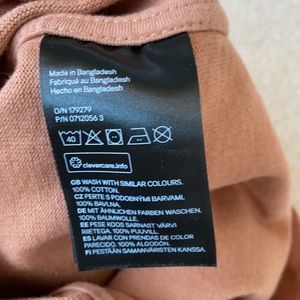 Made in Bangladesh
Fabriqué au Bangladesh
Hecho en Bangladesh
O/N 179279
P/N 0712056 3
40
clevercare.info
GB WASH WITH SIMILAR COLOURS.
100% COTTON.
CZ PERTE S PODOBNÝMI BARVAMI.
100% BAVLNA.
DE MIT ÄHNLICHEN FARBEN WASCHEN.
100% BAUMWOLLE.
EE PESE KOOS SARNAST VÄRVI
RIETEGA. 100% PUUVILL.
ES LAVAR CON PRENDAS DE COLOR
PARECIDO. 100% ALGODÓN.
FI PESTÄÄN SAMANVÄRISTEN KANSSA.